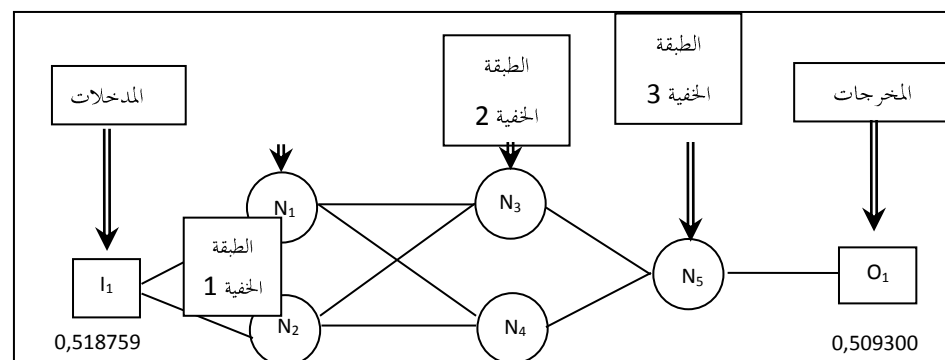 المدخلات
الطبقة
الخفية 2
الطبقة
الخفية 3
المخرجات
الطبقة
الخفية 1
I1
N1
N2
N3
N4
N5
O1
0,518759
0,509300